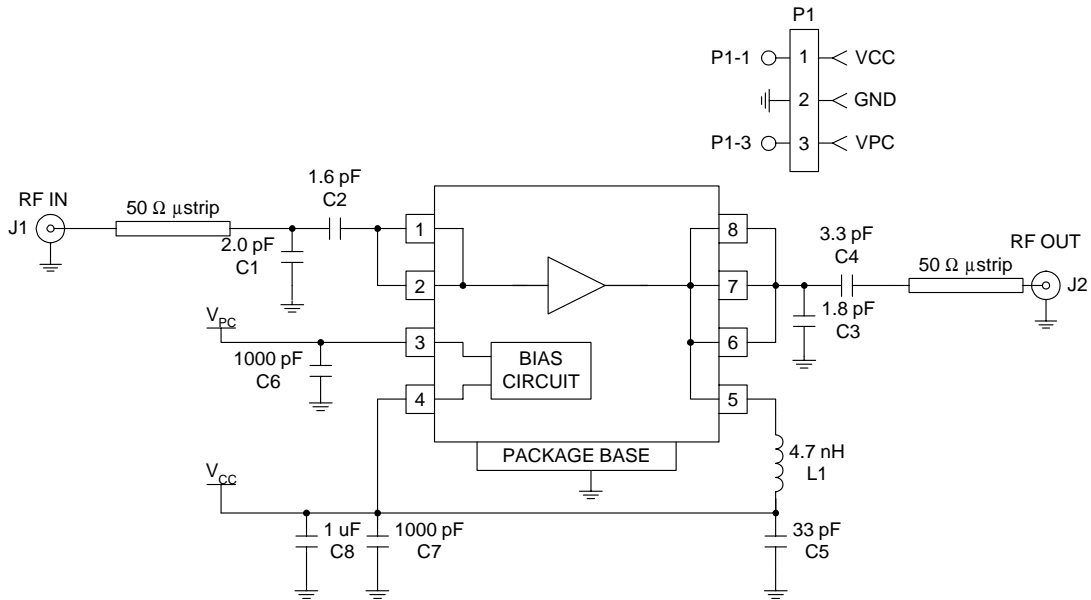 P1
P1-1 1 VCC
2 GND
P1-3 3 VPC
RF IN
J1
50 Ω µstrip
1.6 pF
C2
2.0 pF
C1
1
2
3
4
8
7
6
5
3.3 pF
C4
RF OUT
50 Ω µstrip
J2
1.8 pF
C3
VPC
1000 pF
C6
BIAS
CIRCUIT
PACKAGE BASE
4.7 nH
L1
VCC
1 uF
C8
1000 pF
C7
33 pF
C5